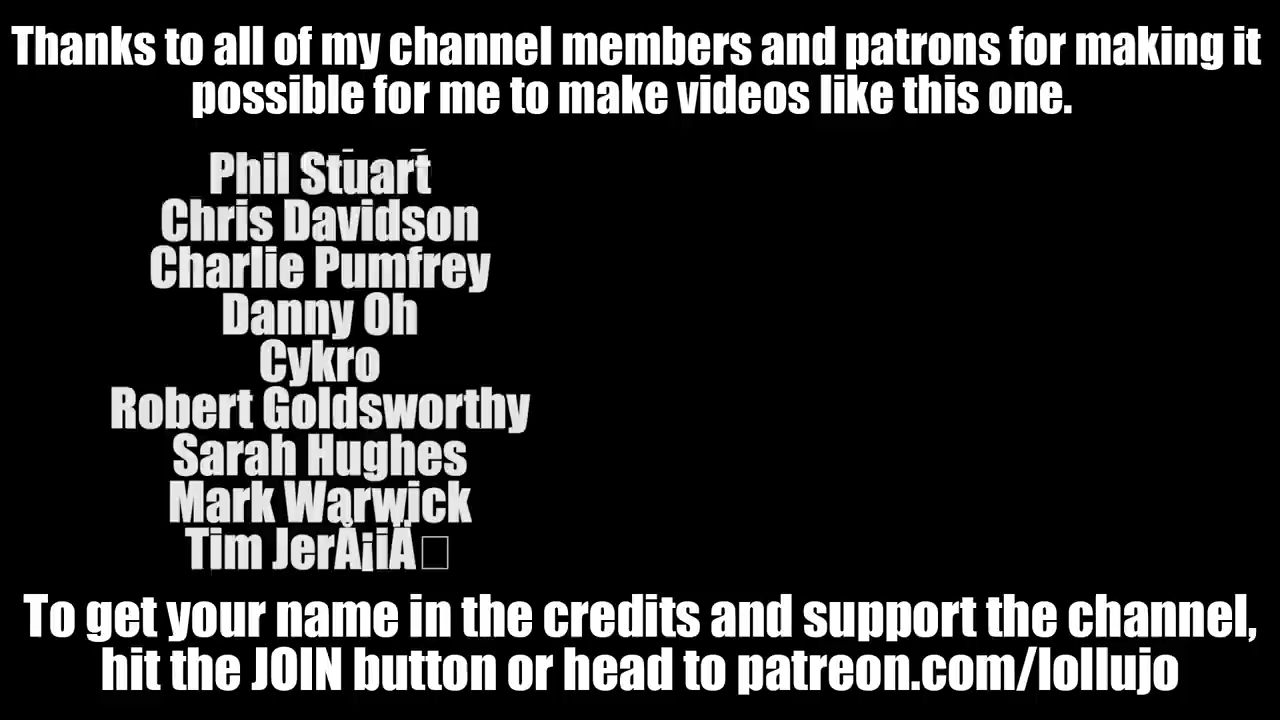 Thanks to all of my channel members and patrons for making it
possible for me to make videos like this one.
Phil Stuart
Chris Davidson
Charlie Pumfrey
Danny Oh
Cykro
Robert Goldsworthy
Sarah Hughes
Mark Warwick
Tim JerÅ¡iÄ□
To get your name in the credits and support the channel,
hit the JOIN button or head to patreon.com/lollujo